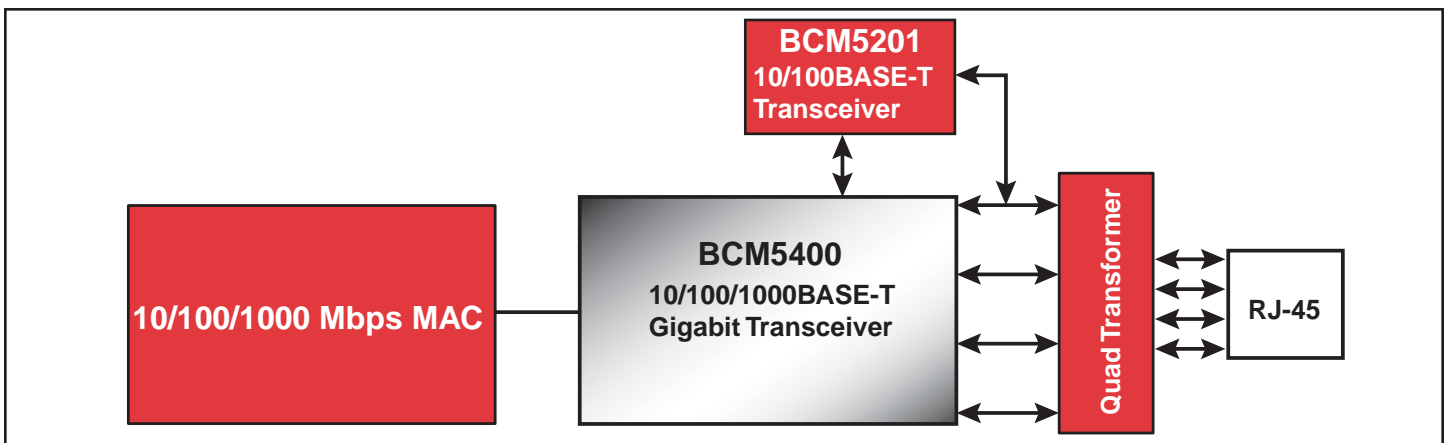 BCM5201
10/100BASE-T
Transceiver
10/100/1000 Mbps MAC
BCM5400
10/100/1000BASE-T
Gigabit Transceiver
Quad Transformer
RJ-45